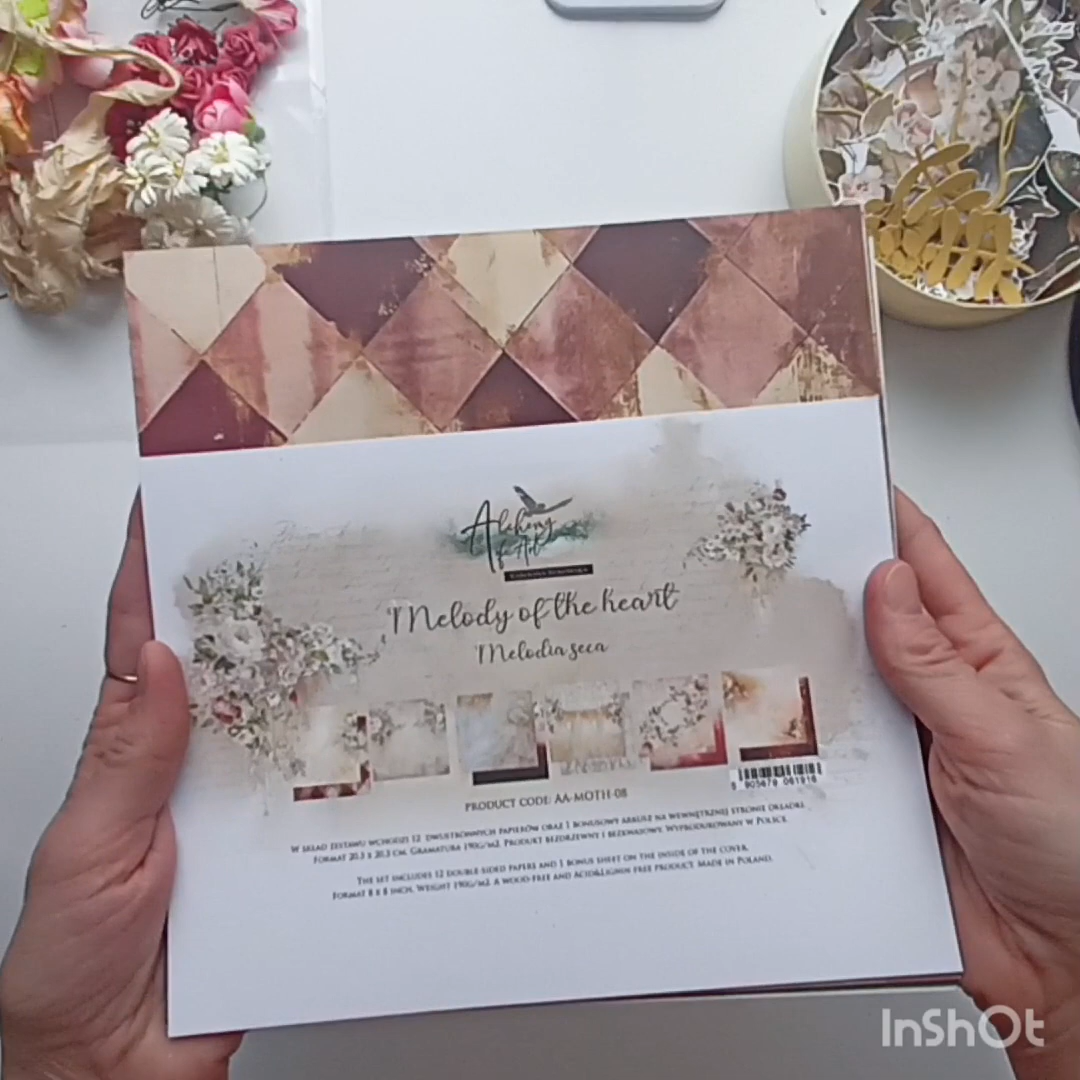 Alchemy
of Art
Melody of the heart
Melodia serca
5 905679 061916
PRODUCT CODE: AA-MOTH-08
W SKŁAD ZESTAWU WCHODZI 12 DWUSTRONNYCH PAPIERÓW ORAZ 1 BONUSOWY ARKUSZ NA WEWNĘTRZNEJ STRONIE OKŁADKI.
FORMAT 20.3 X 20.3 CM. GRAMATURA 190G/M2. PRODUKT BEZDRZEWNY I BEZKWASOWY. WYPRODUKOWANY W POLSCE.
THE SET INCLUDES 12 DOUBLE-SIDED PAPERS AND 1 BONUS SHEET ON THE INSIDE OF THE COVER.
FORMAT 8 X 8 INCH. WEIGHT 190G/M2. A WOOD-FREE AND ACID&LIGNIN FREE PRODUCT. MADE IN POLAND.
InShOt